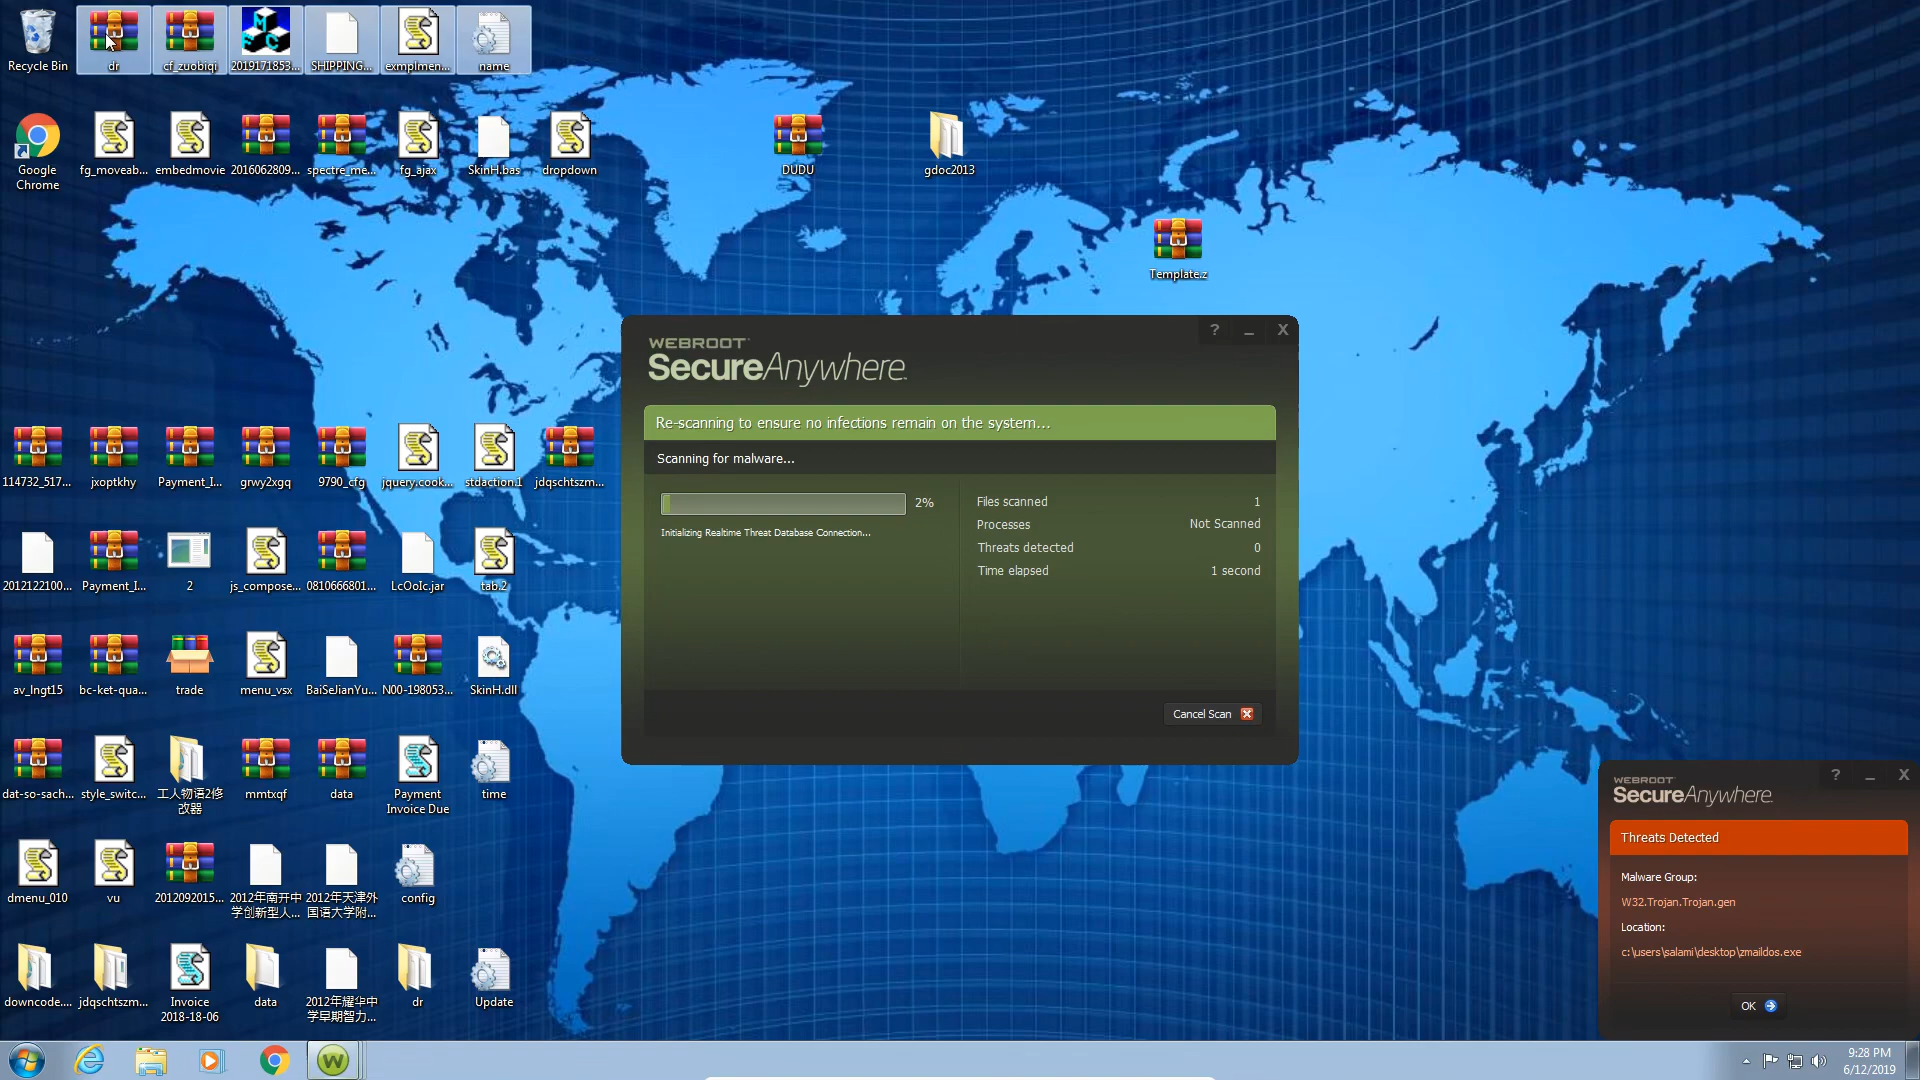 Recycle Bin
dr
cf_zuobiqi
2019171853...
SHIPPING...
exmplmen...
name
Google
Chrome
fg_moveab...
embedmovie
2016062809...
spectre_me...
fg_ajax
SkinH.bas
dropdown
DUDU
gdoc2013
Template.z
WEBROOT
SecureAnywhere.
? _ X
Re-scanning to ensure no infections remain on the system...
Scanning for malware...
2%
Initializing Realtime Threat Database Connection...
Files scanned 1
Processes Not Scanned
Threats detected 0
Time elapsed 1 second
Cancel Scan
114732_517...
jxoptkhy
Payment_I...
grwy2xgq
9790_cfg
jquery.cook...
stdaction.1
jdqschtszm...
2012122100...
Payment_I...
2
js_compose...
0810666801...
LcOoIc.jar
tab.2
av_lngt15
bc-ket-qua...
trade
menu_vsx
BaiSeJianYu...
N00-198053...
SkinH.dll
dat-so-sach...
style_switc...
工人物语2修
改器
mmtxqf
data
Payment
Invoice Due
time
dmenu_010
vu
2012092015...
2012年南开中
学创新型人...
2012年天津外
国语大学附...
config
downcode....
jdqschtszm...
Invoice
2018-18-06
data
2012年耀华中
学早期智力...
dr
Update
WEBROOT
SecureAnywhere.
? _ X
Threats Detected
Malware Group:
W32.Trojan.Trojan.gen
Location:
c:\users\salami\desktop\zmaildos.exe
OK
9:28 PM
6/12/2019